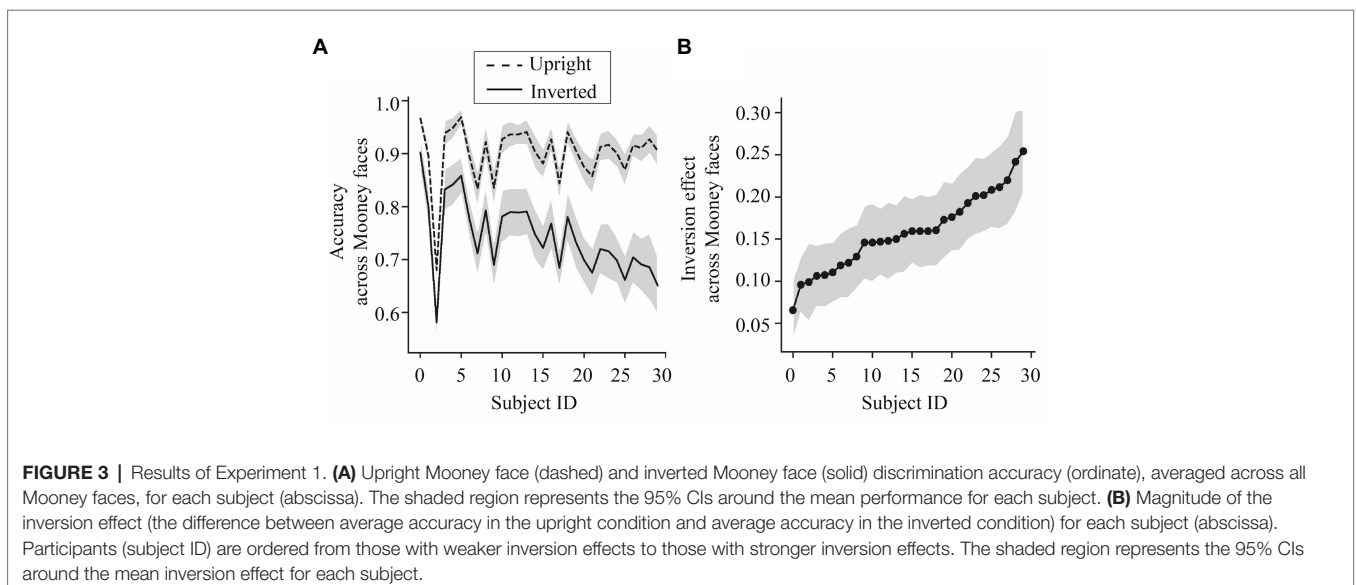 A
Upright
Inverted
Accuracy
across Mooney faces
1.0
0.9
0.8
0.7
0.6
0 5 10 15 20 25 30
Subject ID
B
Inversion effect
across Mooney faces
0.30
0.25
0.20
0.15
0.10
0.05
0 5 10 15 20 25 30
Subject ID
FIGURE 3 | Results of Experiment 1. (A) Upright Mooney face (dashed) and inverted Mooney face (solid) discrimination accuracy (ordinate), averaged across all
Mooney faces, for each subject (abscissa). The shaded region represents the 95% CIs around the mean performance for each subject. (B) Magnitude of the
inversion effect (the difference between average accuracy in the upright condition and average accuracy in the inverted condition) for each subject (abscissa).
Participants (subject ID) are ordered from those with weaker inversion effects to those with stronger inversion effects. The shaded region represents the 95% CIs
around the mean inversion effect for each subject.